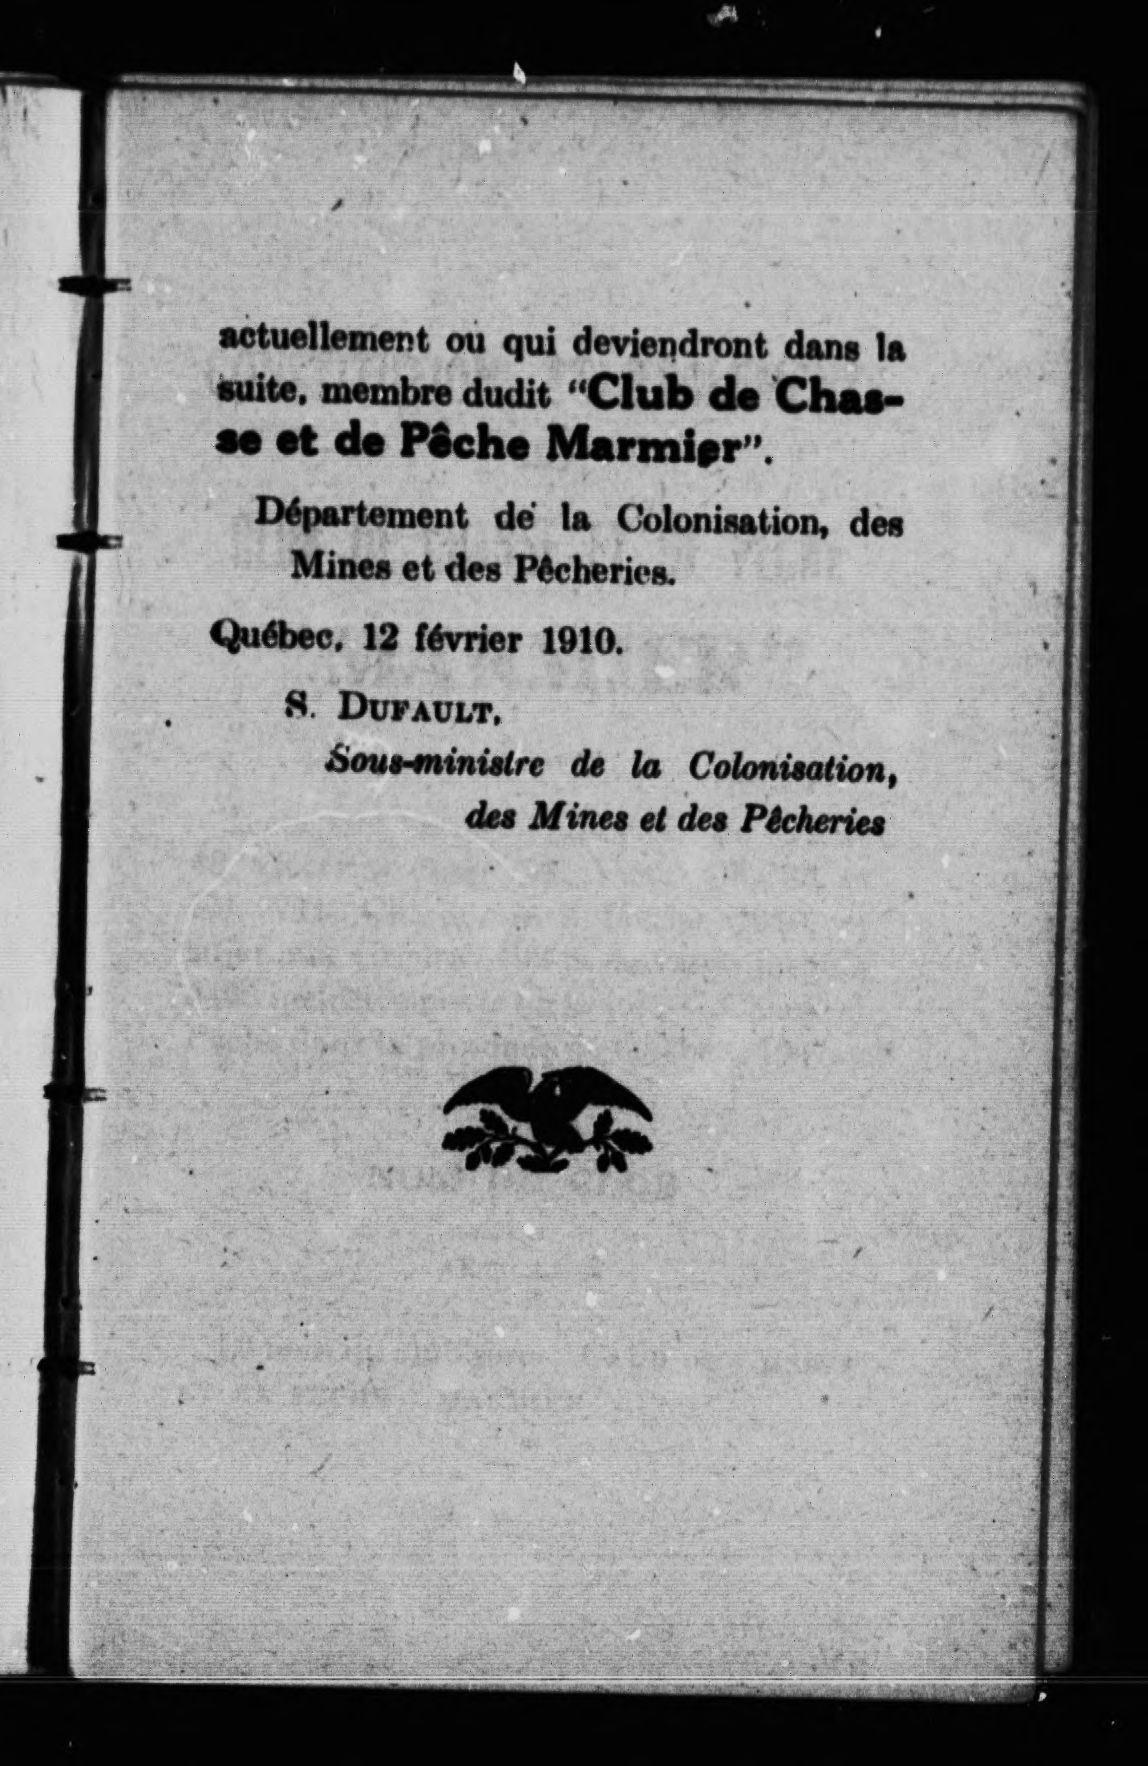 actuellement ou qui deviendront dans la
suite, membre dudit “Club de Chas-
se et de Pêche Marmier”.
Département de la Colonisation, des
Mines et des Pêcheries.
Québec, 12 février 1910.
S. DUFAULT,
Sous-ministre de la Colonisation,
des Mines et des Pêcheries